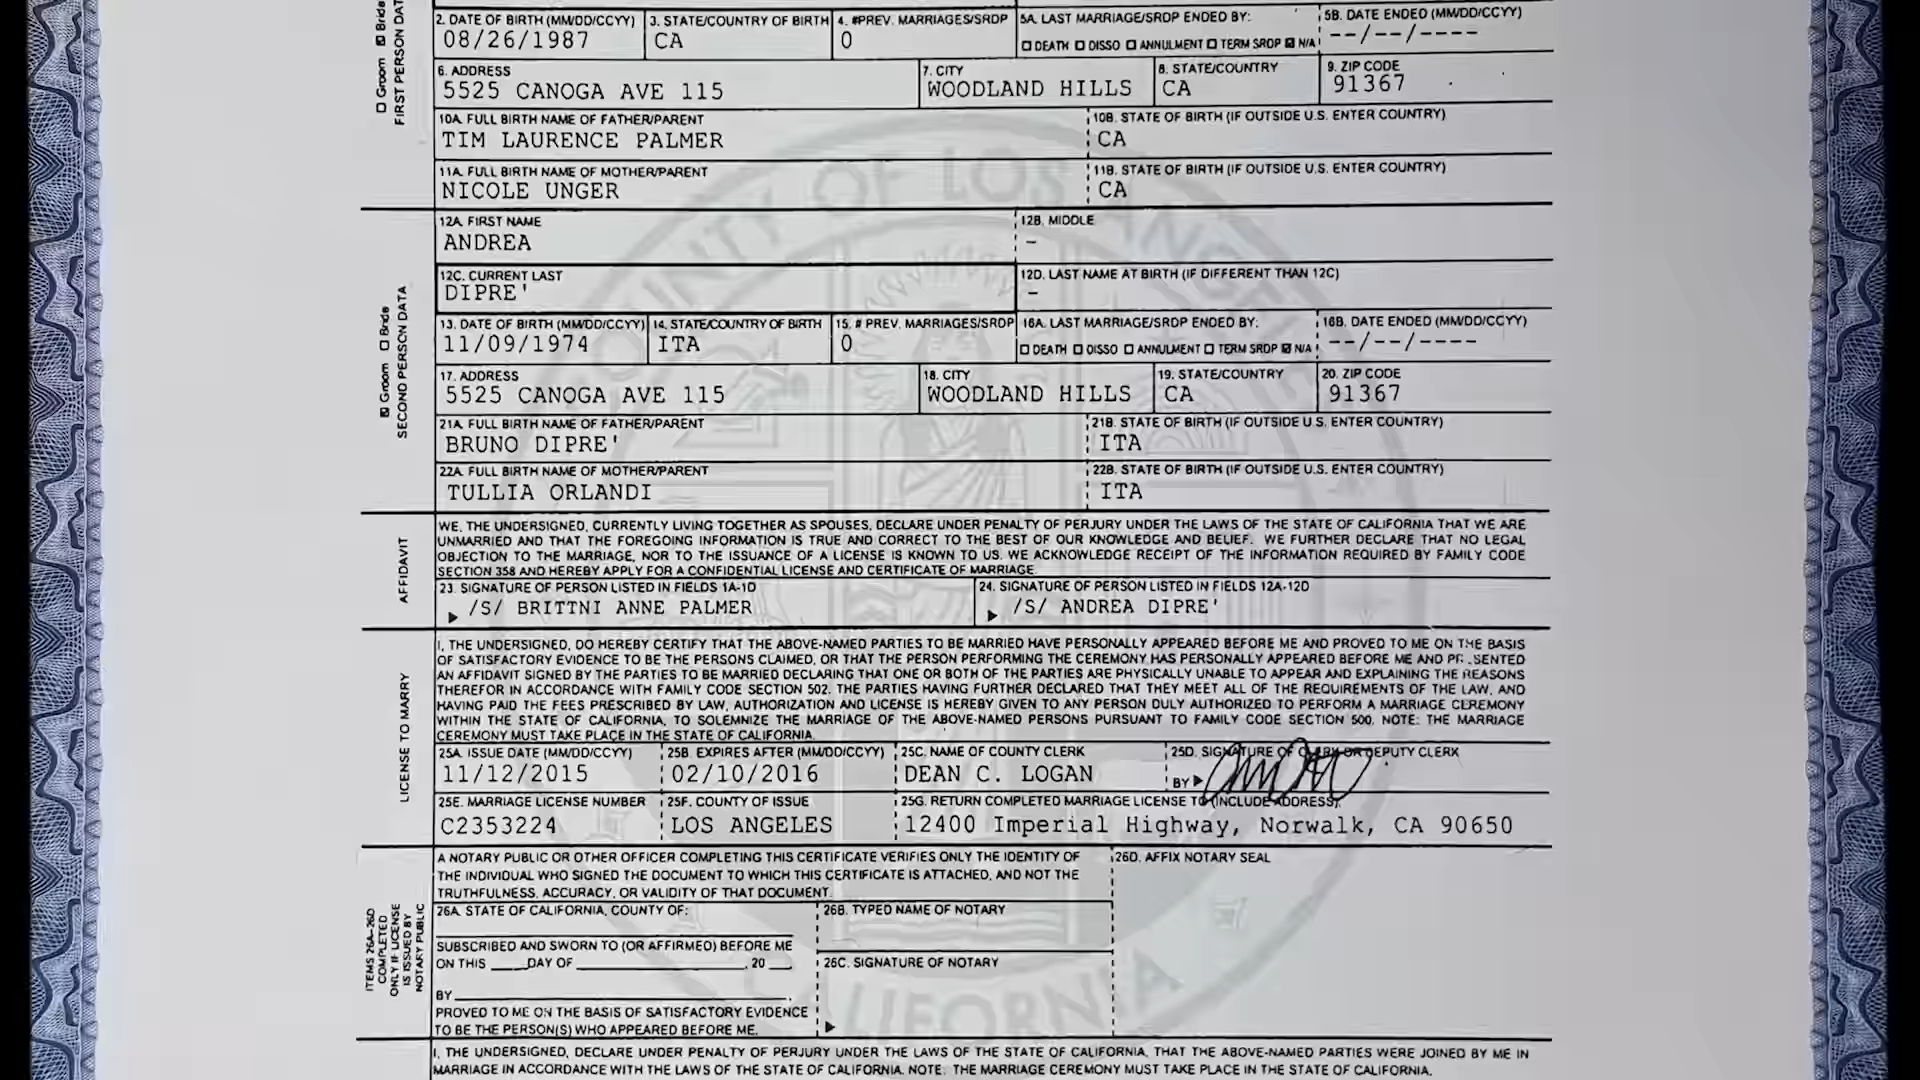 2. DATE OF BIRTH (MM/DD/CCYY) 3. STATE/COUNTRY OF BIRTH 4. #PREV. MARRIAGES/SRDP 5A. LAST MARRIAGE/SRDP ENDED BY: 5B. DATE ENDED (MM/DD/CCYY)
08/26/1987 CA 0 DEATH DISSO ANNULMENT TERM SRDP N/A --/--/----
6. ADDRESS 7. CITY 8. STATE/COUNTRY 9. ZIP CODE
5525 CANOGA AVE 115 WOODLAND HILLS CA 91367
Groom Bride
FIRST PERSON DAT
10A. FULL BIRTH NAME OF FATHER/PARENT 10B. STATE OF BIRTH (IF OUTSIDE U.S. ENTER COUNTRY)
TIM LAURENCE PALMER CA
11A. FULL BIRTH NAME OF MOTHER/PARENT 11B. STATE OF BIRTH (IF OUTSIDE U.S. ENTER COUNTRY)
NICOLE UNGER CA
12A. FIRST NAME 12B. MIDDLE
ANDREA -
12C. CURRENT LAST 12D. LAST NAME AT BIRTH (IF DIFFERENT THAN 12C)
DIPRE' -
13. DATE OF BIRTH (MM/DD/CCYY) 14. STATE/COUNTRY OF BIRTH 15. # PREV. MARRIAGES/SRDP 16A. LAST MARRIAGE/SRDP ENDED BY: 16B. DATE ENDED (MM/DD/CCYY)
11/09/1974 ITA 0 DEATH DISSO ANNULMENT TERM SRDP N/A --/--/----
17. ADDRESS 18. CITY 19. STATE/COUNTRY 20. ZIP CODE
5525 CANOGA AVE 115 WOODLAND HILLS CA 91367
Groom Bride
SECOND PERSON DATA
21A. FULL BIRTH NAME OF FATHER/PARENT 21B. STATE OF BIRTH (IF OUTSIDE U.S. ENTER COUNTRY)
BRUNO DIPRE' ITA
22A. FULL BIRTH NAME OF MOTHER/PARENT 22B. STATE OF BIRTH (IF OUTSIDE U.S. ENTER COUNTRY)
TULLIA ORLANDI ITA
AFFIDAVIT
WE, THE UNDERSIGNED, CURRENTLY LIVING TOGETHER AS SPOUSES, DECLARE UNDER PENALTY OF PERJURY UNDER THE LAWS OF THE STATE OF CALIFORNIA THAT WE ARE
UNMARRIED AND THAT THE FOREGOING INFORMATION IS TRUE AND CORRECT TO THE BEST OF OUR KNOWLEDGE AND BELIEF. WE FURTHER DECLARE THAT NO LEGAL
OBJECTION TO THE MARRIAGE, NOR TO THE ISSUANCE OF A LICENSE IS KNOWN TO US. WE ACKNOWLEDGE RECEIPT OF THE INFORMATION REQUIRED BY FAMILY CODE
SECTION 358 AND HEREBY APPLY FOR A CONFIDENTIAL LICENSE AND CERTIFICATE OF MARRIAGE.
23. SIGNATURE OF PERSON LISTED IN FIELDS 1A-1D 24. SIGNATURE OF PERSON LISTED IN FIELDS 12A-12D
/S/ BRITTNI ANNE PALMER /S/ ANDREA DIPRE'
LICENSE TO MARRY
I, THE UNDERSIGNED, DO HEREBY CERTIFY THAT THE ABOVE-NAMED PARTIES TO BE MARRIED HAVE PERSONALLY APPEARED BEFORE ME AND PROVED TO ME ON THE BASIS
OF SATISFACTORY EVIDENCE TO BE THE PERSONS CLAIMED, OR THAT THE PERSON PERFORMING THE CEREMONY HAS PERSONALLY APPEARED BEFORE ME AND PRESENTED
AN AFFIDAVIT SIGNED BY THE PARTIES TO BE MARRIED DECLARING THAT ONE OR BOTH OF THE PARTIES ARE PHYSICALLY UNABLE TO APPEAR AND EXPLAINING THE REASONS
THEREFOR IN ACCORDANCE WITH FAMILY CODE SECTION 502. THE PARTIES HAVING FURTHER DECLARED THAT THEY MEET ALL OF THE REQUIREMENTS OF THE LAW, AND
HAVING PAID THE FEES PRESCRIBED BY LAW, AUTHORIZATION AND LICENSE IS HEREBY GIVEN TO ANY PERSON DULY AUTHORIZED TO PERFORM A MARRIAGE CEREMONY
WITHIN THE STATE OF CALIFORNIA, TO SOLEMNIZE THE MARRIAGE OF THE ABOVE-NAMED PERSONS PURSUANT TO FAMILY CODE SECTION 500. NOTE: THE MARRIAGE
CEREMONY MUST TAKE PLACE IN THE STATE OF CALIFORNIA.
25A. ISSUE DATE (MM/DD/CCYY) 25B. EXPIRES AFTER (MM/DD/CCYY) 25C. NAME OF COUNTY CLERK 25D. SIGNATURE OF CLERK OR DEPUTY CLERK
11/12/2015 02/10/2016 DEAN C. LOGAN BY
25E. MARRIAGE LICENSE NUMBER 25F. COUNTY OF ISSUE 25G. RETURN COMPLETED MARRIAGE LICENSE TO (INCLUDE ADDRESS).
C2353224 LOS ANGELES 12400 Imperial Highway, Norwalk, CA 90650
ITEMS 26A-26D
COMPLETED
ONLY IF LICENSE
IS ISSUED BY
NOTARY PUBLIC
A NOTARY PUBLIC OR OTHER OFFICER COMPLETING THIS CERTIFICATE VERIFIES ONLY THE IDENTITY OF 26D. AFFIX NOTARY SEAL
THE INDIVIDUAL WHO SIGNED THE DOCUMENT TO WHICH THIS CERTIFICATE IS ATTACHED, AND NOT THE
TRUTHFULNESS, ACCURACY, OR VALIDITY OF THAT DOCUMENT.
26A. STATE OF CALIFORNIA, COUNTY OF: 26B. TYPED NAME OF NOTARY
SUBSCRIBED AND SWORN TO (OR AFFIRMED) BEFORE ME
ON THIS ____DAY OF ____________, 20 ___. 26C. SIGNATURE OF NOTARY
BY ____________.
PROVED TO ME ON THE BASIS OF SATISFACTORY EVIDENCE
TO BE THE PERSON(S) WHO APPEARED BEFORE ME.
I, THE UNDERSIGNED, DECLARE UNDER PENALTY OF PERJURY UNDER THE LAWS OF THE STATE OF CALIFORNIA, THAT THE ABOVE-NAMED PARTIES WERE JOINED BY ME IN
MARRIAGE IN ACCORDANCE WITH THE LAWS OF THE STATE OF CALIFORNIA. NOTE: THE MARRIAGE CEREMONY MUST TAKE PLACE IN THE STATE OF CALIFORNIA.
COUNTY OF LOS ANGELES
CALIFORNIA